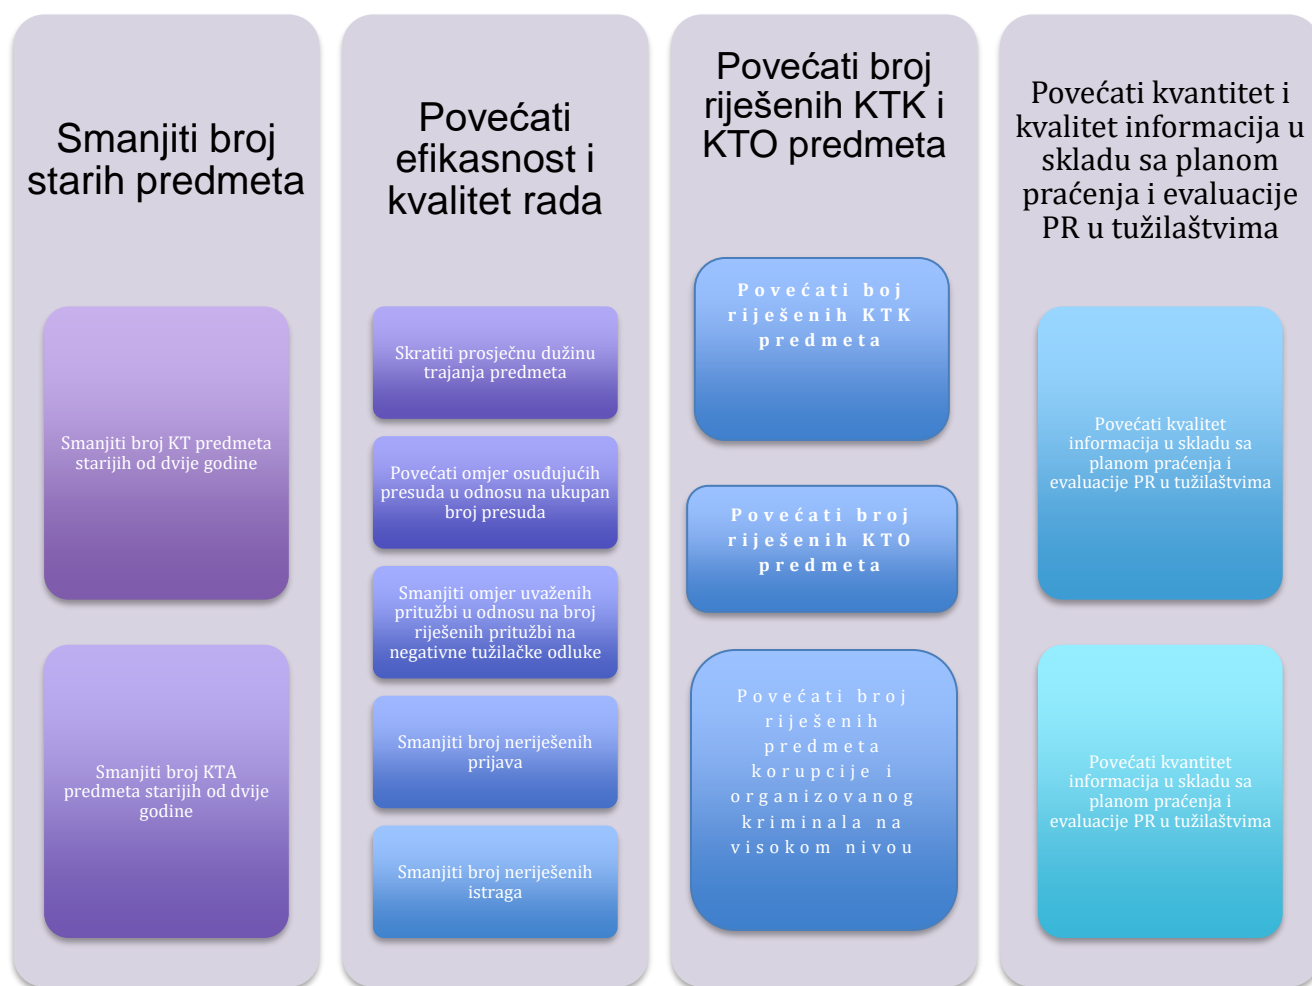 Smanjiti broj
starih predmeta
Smanjiti broj KT predmeta
starijih od dvije godine
Smanjiti broj KTA
predmeta starijih od dvije
godine
Povećati
efikasnost i
kvalitet rada
Skratiti prosječnu dužinu
trajanja predmeta
Povećati omjer osuđujućih
presuda u odnosu na ukupan
broj presuda
Smanjiti omjer uvaženih
pritužbi u odnosu na broj
riješenih pritužbi na
negativne tužilačke odluke
Smanjiti broj neriješenih
prijava
Smanjiti broj neriješenih
istraga
Povećati broj
riješenih KTK i
KTO predmeta
Povećati boj
riješenih KTK
predmeta
Povećati broj
riješenih KTO
predmeta
Povećati broj
riješenih
predmeta
korupcije i
organizovanog
kriminala na
visokom nivou
Povećati kvantitet i
kvalitet informacija u
skladu sa planom
praćenja i evaluacije
PR u tužilaštvima
Povećati kvalitet
informacija u skladu sa
planom praćenja i
evaluacije PR u tužilaštvima
Povećati kvantitet
informacija u skladu sa
planom praćenja i
evaluacije PR u tužilaštvima